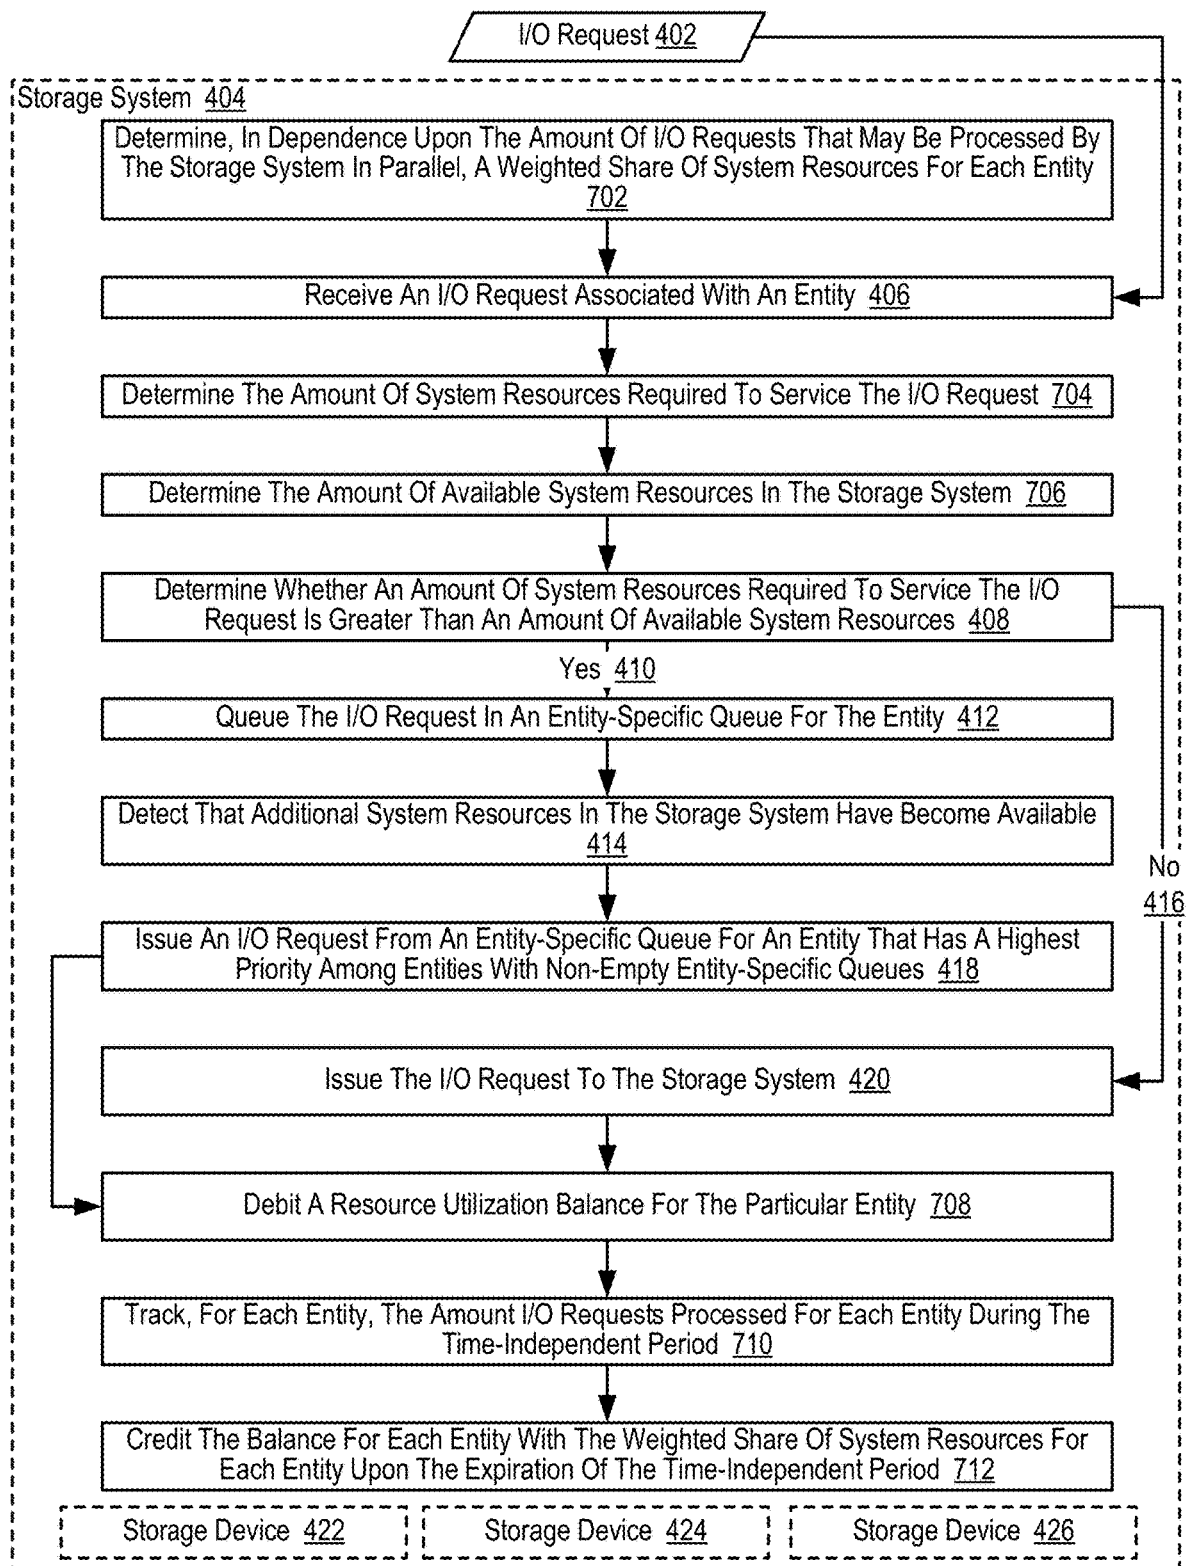 I/O Request 402
Storage System 404
Determine, In Dependence Upon The Amount Of I/O Requests That May Be Processed By
The Storage System In Parallel, A Weighted Share Of System Resources For Each Entity
702
Receive An I/O Request Associated With An Entity 406
Determine The Amount Of System Resources Required To Service The I/O Request 704
Determine The Amount Of Available System Resources In The Storage System 706
Determine Whether An Amount Of System Resources Required To Service The I/O
Request Is Greater Than An Amount Of Available System Resources 408
Yes 410
Queue The I/O Request In An Entity-Specific Queue For The Entity 412
Detect That Additional System Resources In The Storage System Have Become Available
414
No
416
Issue An I/O Request From An Entity-Specific Queue For An Entity That Has A Highest
Priority Among Entities With Non-Empty Entity-Specific Queues 418
Issue The I/O Request To The Storage System 420
Debit A Resource Utilization Balance For The Particular Entity 708
Track, For Each Entity, The Amount I/O Requests Processed For Each Entity During The
Time-Independent Period 710
Credit The Balance For Each Entity With The Weighted Share Of System Resources For
Each Entity Upon The Expiration Of The Time-Independent Period 712
Storage Device 422
Storage Device 424
Storage Device 426